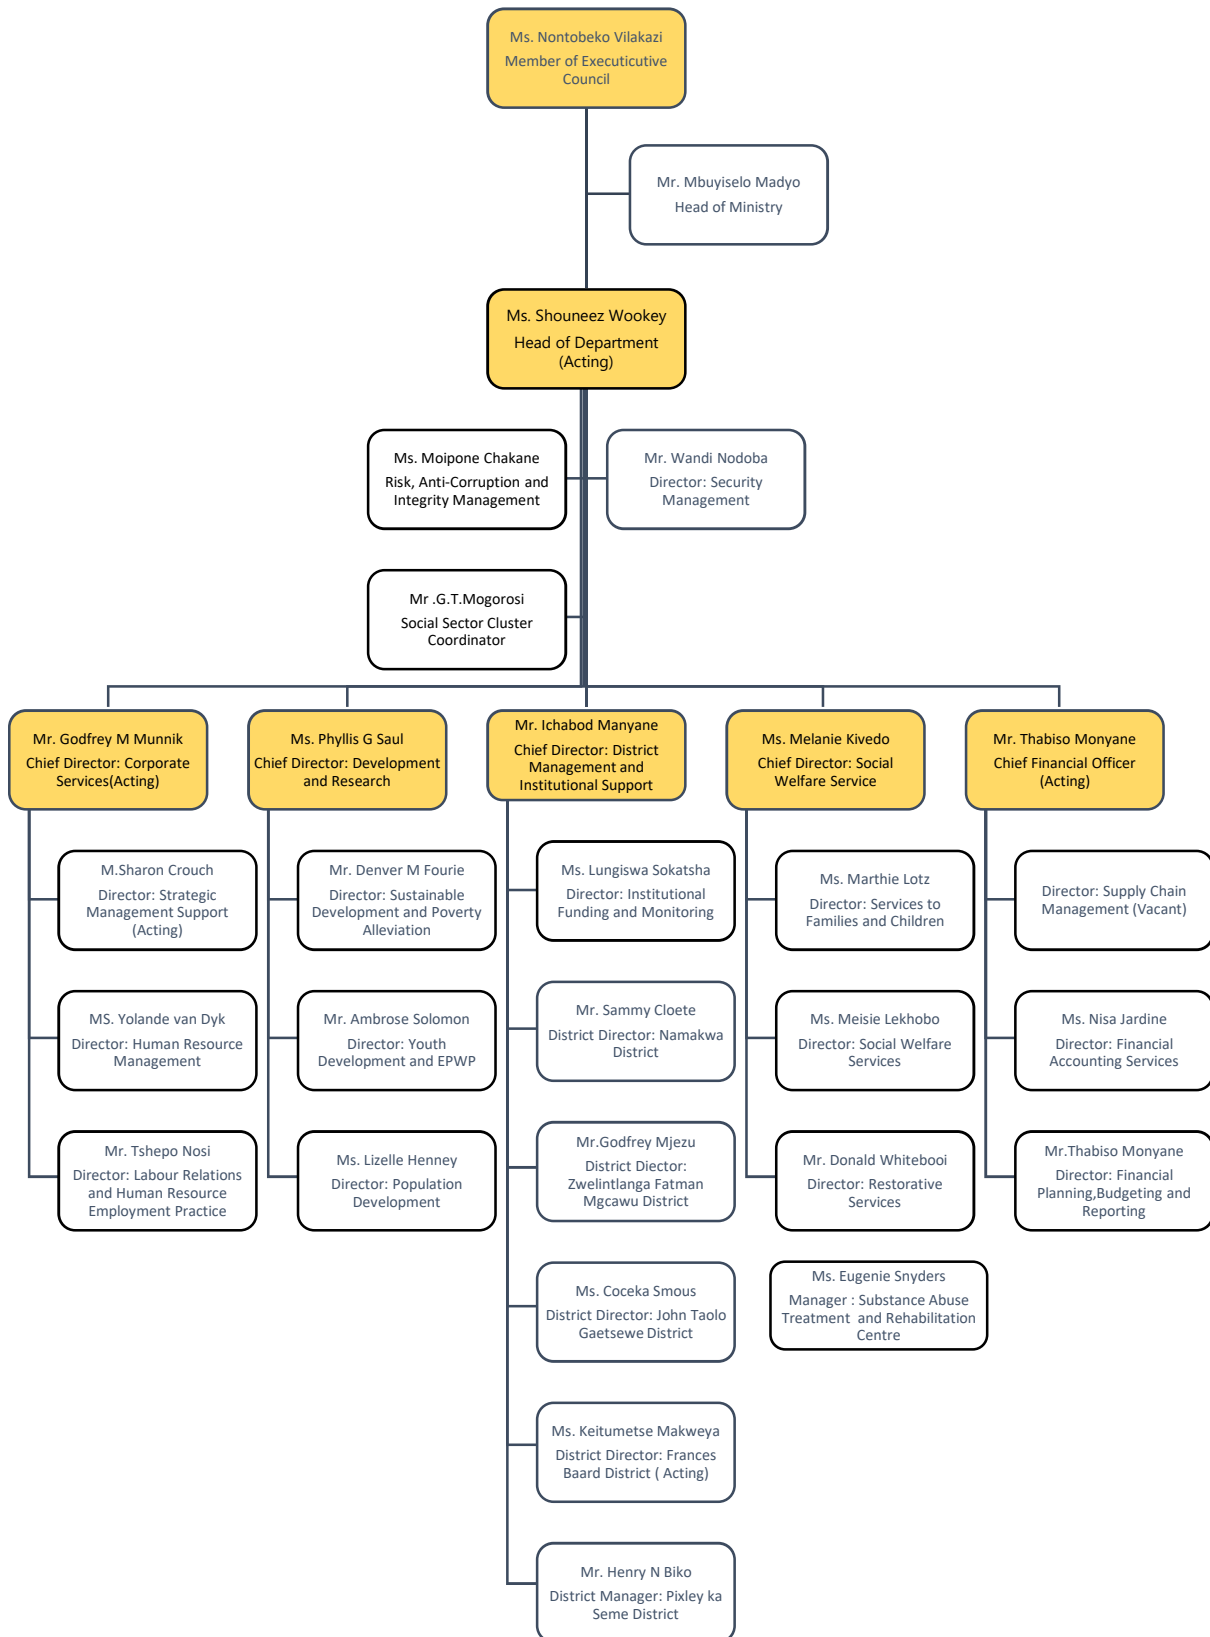 Ms. Nontobeko Vilakazi
Member of Executicutive
Council
Mr. Mbuyiselo Madyo
Head of Ministry
Ms. Shouneez Wookey
Head of Department
(Acting)
Ms. Moipone Chakane
Risk, Anti-Corruption and
Integrity Management
Mr. Wandi Nodoba
Director: Security
Management
Mr .G.T.Mogorosi
Social Sector Cluster
Coordinator
Mr. Godfrey M Munnik
Chief Director: Corporate
Services(Acting)
Ms. Phyllis G Saul
Chief Director: Development
and Research
Mr. Ichabod Manyane
Chief Director: District
Management and
Institutional Support
Ms. Melanie Kivedo
Chief Director: Social
Welfare Service
Mr. Thabiso Monyane
Chief Financial Officer
(Acting)
M.Sharon Crouch
Director: Strategic
Management Support
(Acting)
Mr. Denver M Fourie
Director: Sustainable
Development and Poverty
Alleviation
Ms. Lungiswa Sokatsha
Director: Institutional
Funding and Monitoring
Ms. Marthie Lotz
Director: Services to
Families and Children
Director: Supply Chain
Management (Vacant)
MS. Yolande van Dyk
Director: Human Resource
Management
Mr. Ambrose Solomon
Director: Youth
Development and EPWP
Mr. Sammy Cloete
District Director: Namakwa
District
Ms. Meisie Lekhobo
Director: Social Welfare
Services
Ms. Nisa Jardine
Director: Financial
Accounting Services
Mr. Tshepo Nosi
Director: Labour Relations
and Human Resource
Employment Practice
Ms. Lizelle Henney
Director: Population
Development
Mr.Godfrey Mjezu
District Diector:
Zwelintlanga Fatman
Mgcawu District
Mr. Donald Whitebooi
Director: Restorative
Services
Mr.Thabiso Monyane
Director: Financial
Planning,Budgeting and
Reporting
Ms. Coceka Smous
District Director: John Taolo
Gaetsewe District
Ms. Eugenie Snyders
Manager : Substance Abuse
Treatment  and Rehabilitation
Centre
Ms. Keitumetse Makweya
District Director: Frances
Baard District ( Acting)
Mr. Henry N Biko
District Manager: Pixley ka
Seme District